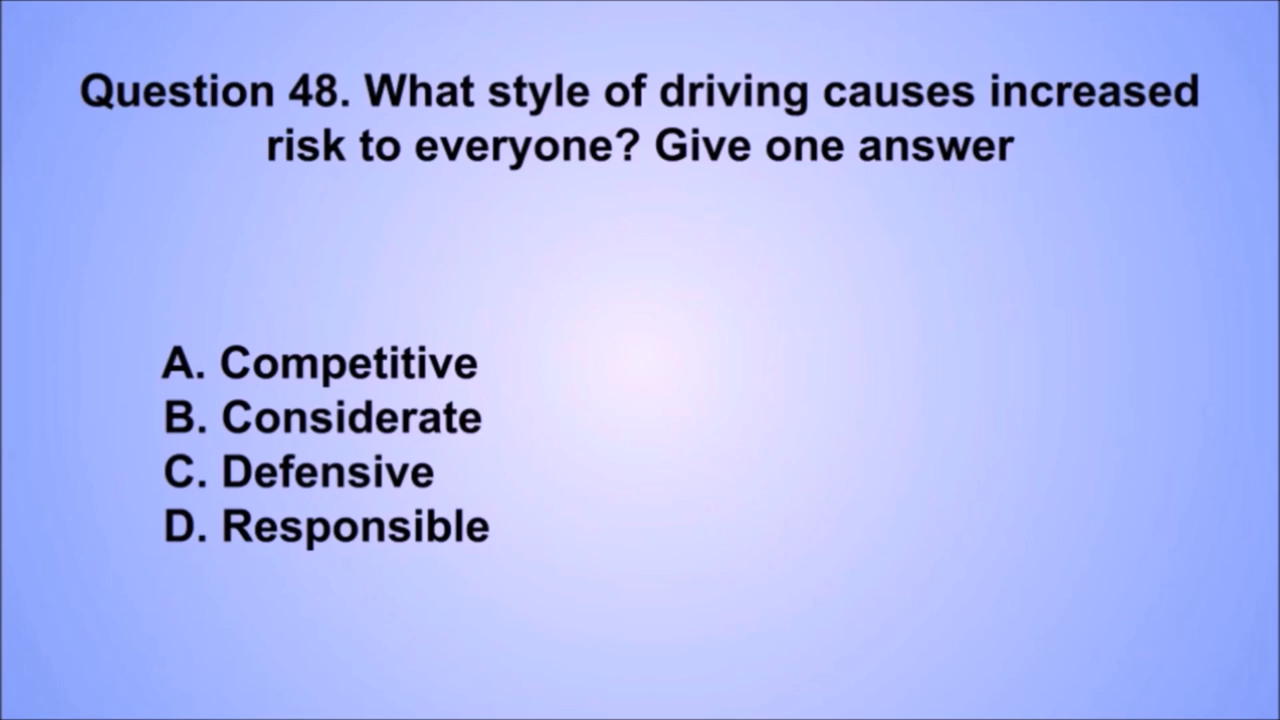 Question 48. What style of driving causes increased
risk to everyone? Give one answer
A. Competitive
B. Considerate
C. Defensive
D. Responsible